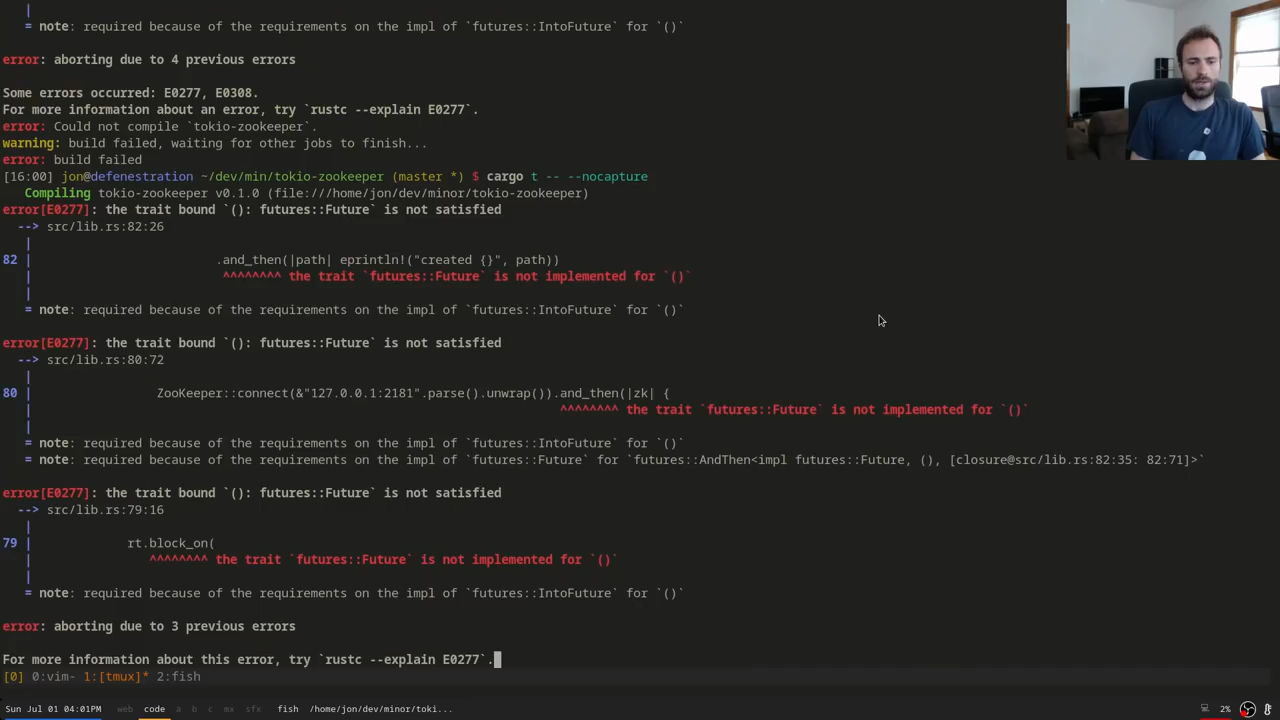 |
= note: required because of the requirements on the impl of `futures::IntoFuture` for `()`
error: aborting due to 4 previous errors
Some errors occurred: E0277, E0308.
For more information about an error, try `rustc --explain E0277`.
error: Could not compile `tokio-zookeeper`.
warning: build failed, waiting for other jobs to finish...
error: build failed
[16:00] jon@defenestration ~/dev/min/tokio-zookeeper (master *) $ cargo t -- --nocapture
Compiling tokio-zookeeper v0.1.0 (file:///home/jon/dev/minor/tokio-zookeeper)
error[E0277]: the trait bound `(): futures::Future` is not satisfied
--> src/lib.rs:82:26
|
82 | .and_then(|path| eprintln!("created {}", path))
| ^^^^^^^^ the trait `futures::Future` is not implemented for `()`
|
= note: required because of the requirements on the impl of `futures::IntoFuture` for `()`
error[E0277]: the trait bound `(): futures::Future` is not satisfied
--> src/lib.rs:80:72
|
80 | ZooKeeper::connect(&"127.0.0.1:2181".parse().unwrap()).and_then(|zk| {
| ^^^^^^^^ the trait `futures::Future` is not implemented for `()`
|
= note: required because of the requirements on the impl of `futures::IntoFuture` for `()`
= note: required because of the requirements on the impl of `futures::Future` for `futures::AndThen<impl futures::Future, (), [closure@src/lib.rs:82:35: 82:71]>`
error[E0277]: the trait bound `(): futures::Future` is not satisfied
--> src/lib.rs:79:16
|
79 | rt.block_on(
| ^^^^^^^^ the trait `futures::Future` is not implemented for `()`
|
= note: required because of the requirements on the impl of `futures::IntoFuture` for `()`
error: aborting due to 3 previous errors
For more information about this error, try `rustc --explain E0277`.
[0] 0:vim- 1:[tmux]* 2:fish
Sun Jul 01 04:01PM web code a b c mx sfx fish /home/jon/dev/minor/toki... 2%